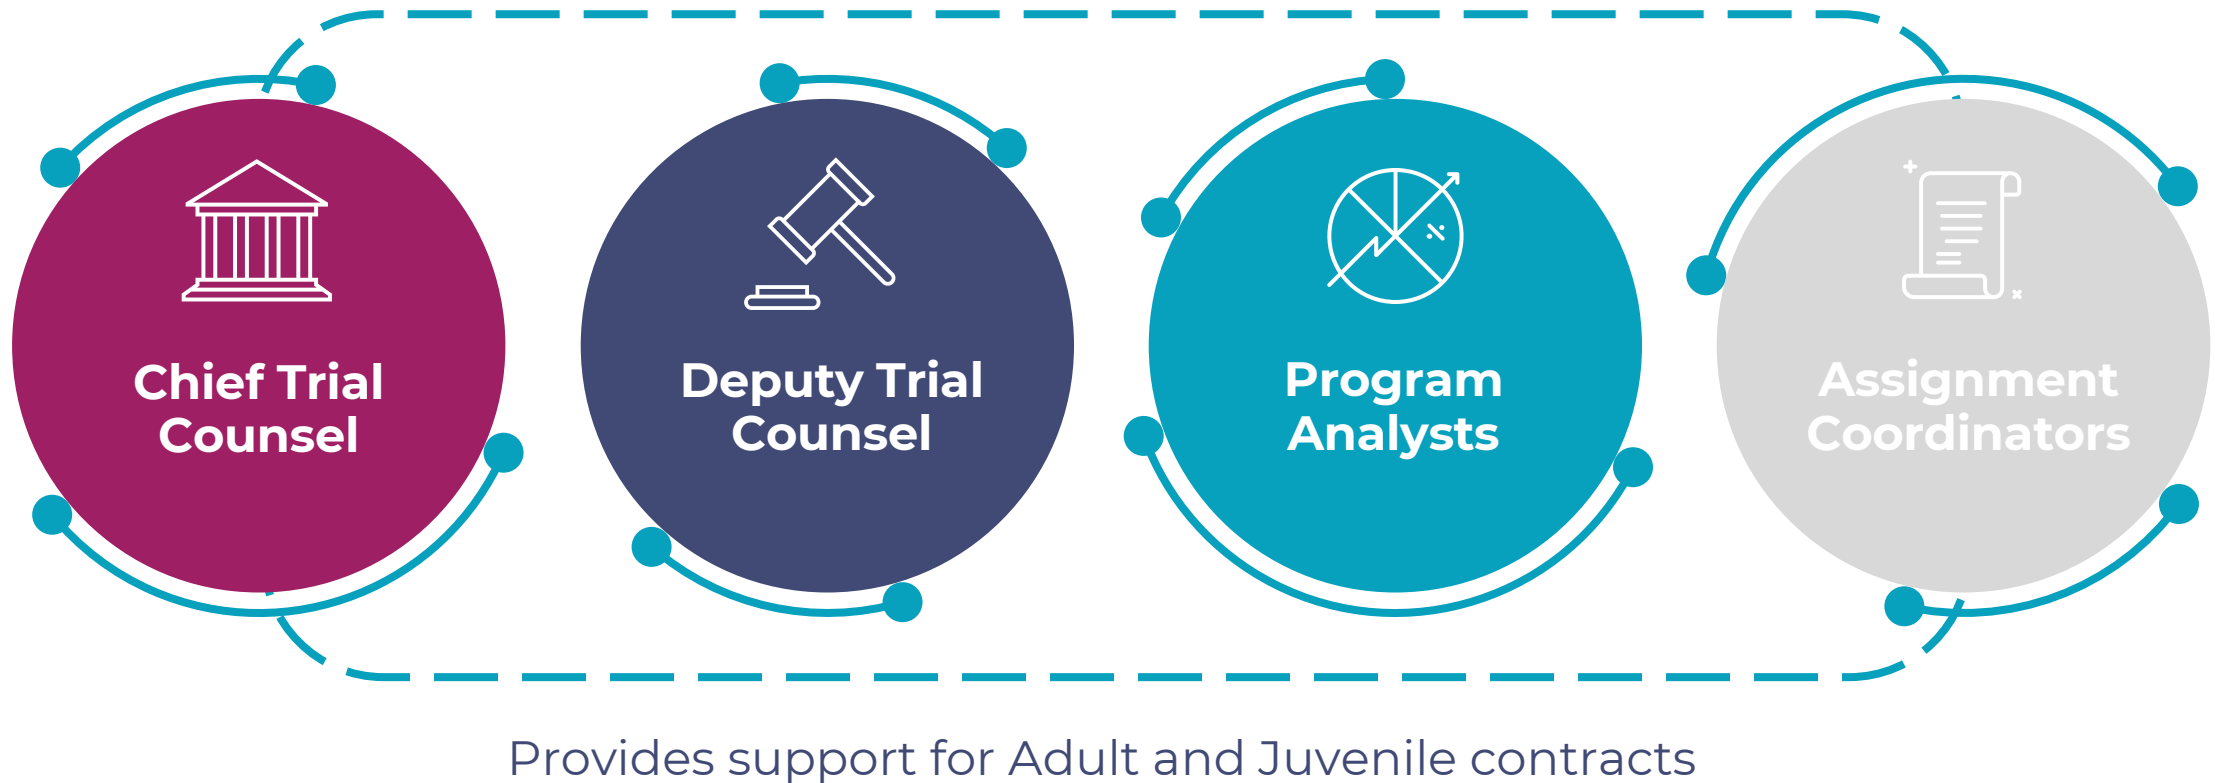 Chief Trial
Counsel
Deputy Trial
Counsel
Program
Analysts
Assignment
Coordinators
Provides support for Adult and Juvenile contracts